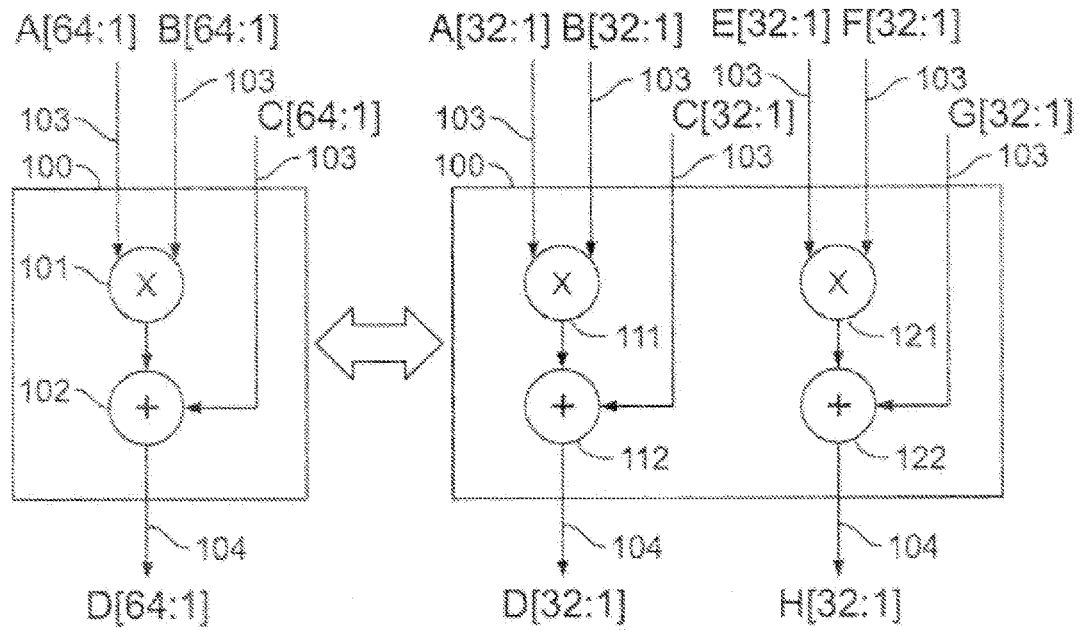 A[64:1] B[64:1] A[32:1] B[32:1] E[32:1] F[32:1]
103 103 103 103
103 C[64:1] 103 C[32:1] G[32:1]
100 103 100 103 103
101 X X X
111 121
102 + + +
112 122
104 104 104
D[64:1] D[32:1] H[32:1]